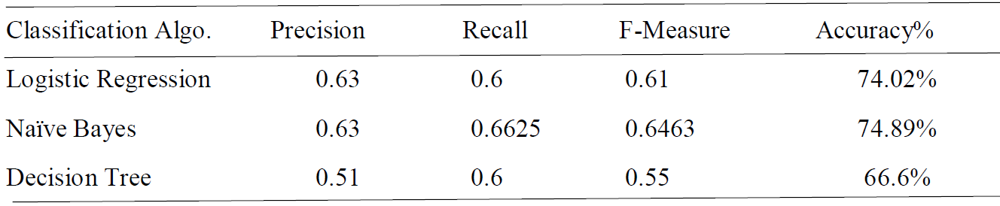 Classification Algo. Precision Recall F-Measure Accuracy%
Logistic Regression 0.63 0.6 0.61 74.02%
Naïve Bayes 0.63 0.6625 0.6463 74.89%
Decision Tree 0.51 0.6 0.55 66.6%